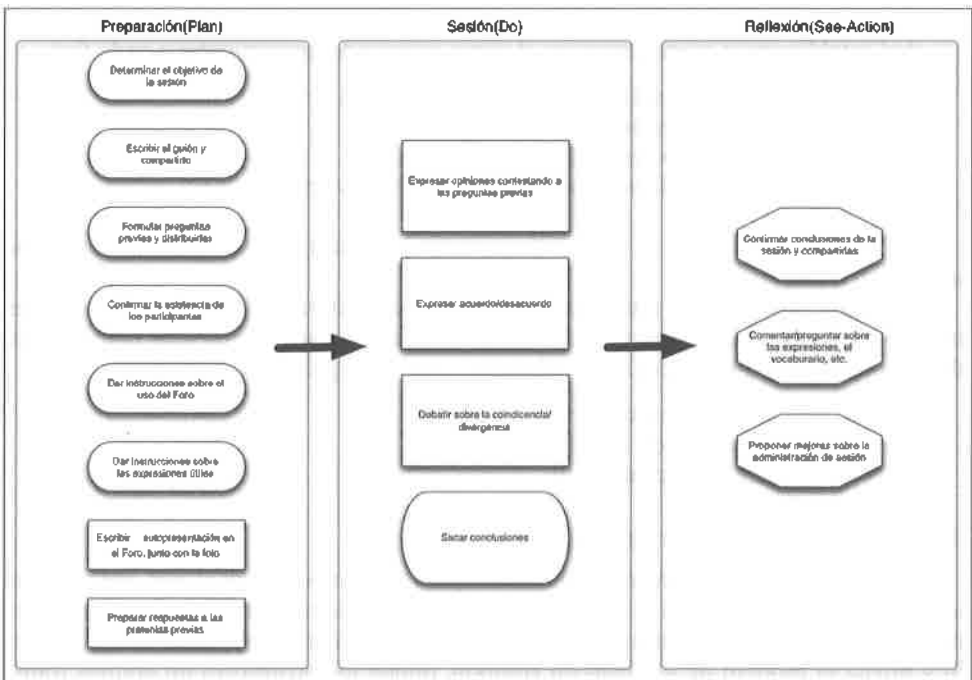 Preparación(Plan)
Determinar el objetivo de
la sesión
Escribir el guión y
compartirlo
Formular preguntas
previas y distribuirlas
Confirmar la asistencia de
los participantes
Dar instrucciones sobre el
uso del Foro
Dar instrucciones sobre
las expresiones útiles
Escribir autopresentación en
el Foro, junto con la foto
Preparar respuestas a las
previas
Sesión(Do)
Expresar opiniones contestando a
las preguntas previas
Expresar acuerdo/desacuerdo
Debatir sobre la coindicencia/
divergencia
Sacar conclusiones
Reflexión(See-Action)
Confirmar conclusiones de la
sesión y compartirlas
Comentar/preguntar sobre
las expresiones, el
vocaburario, etc.
Proponer mejoras sobre la
administración de sesión